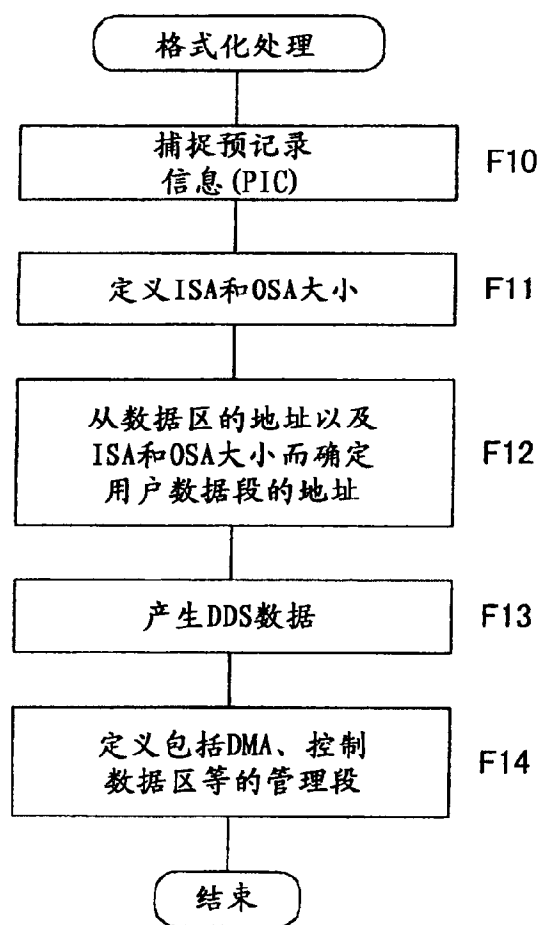 格式化处理
捕捉预记录
信息(PIC)
F10
定义ISA和OSA大小
F11
从数据区的地址以及
ISA和OSA大小而确定
用户数据段的地址
F12
产生DDS数据
F13
定义包括DMA、控制
数据区等的管理段
F14
结束